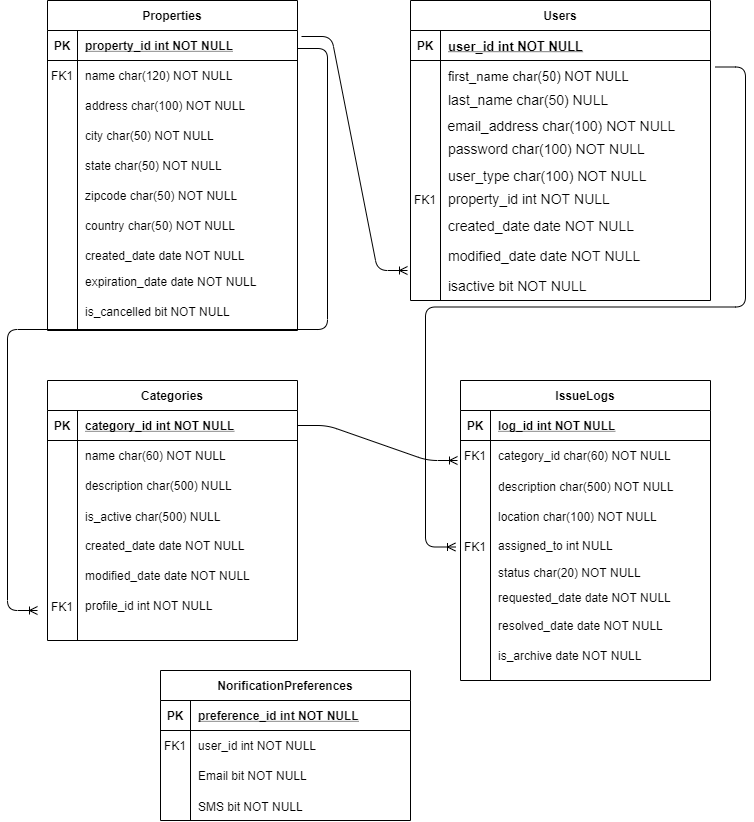 Properties
PK property_id int NOT NULL
FK1 name char(120) NOT NULL
address char(100) NOT NULL
city char(50) NOT NULL
state char(50) NOT NULL
zipcode char(50) NOT NULL
country char(50) NOT NULL
created_date date NOT NULL
expiration_date date NOT NULL
is_cancelled bit NOT NULL
Users
PK user_id int NOT NULL
first_name char(50) NOT NULL
last_name char(50) NULL
email_address char(100) NOT NULL
password char(100) NOT NULL
user_type char(100) NOT NULL
FK1 property_id int NOT NULL
created_date date NOT NULL
modified_date date NOT NULL
isactive bit NOT NULL
Categories
PK category_id int NOT NULL
name char(60) NOT NULL
description char(500) NULL
is_active char(500) NULL
created_date date NOT NULL
modified_date date NOT NULL
FK1 profile_id int NOT NULL
IssueLogs
PK log_id int NOT NULL
FK1 category_id char(60) NOT NULL
description char(500) NOT NULL
location char(100) NOT NULL
FK1 assigned_to int NULL
status char(20) NOT NULL
requested_date date NOT NULL
resolved_date date NOT NULL
is_archive date NOT NULL
NorificationPreferences
PK preference_id int NOT NULL
FK1 user_id int NOT NULL
Email bit NOT NULL
SMS bit NOT NULL